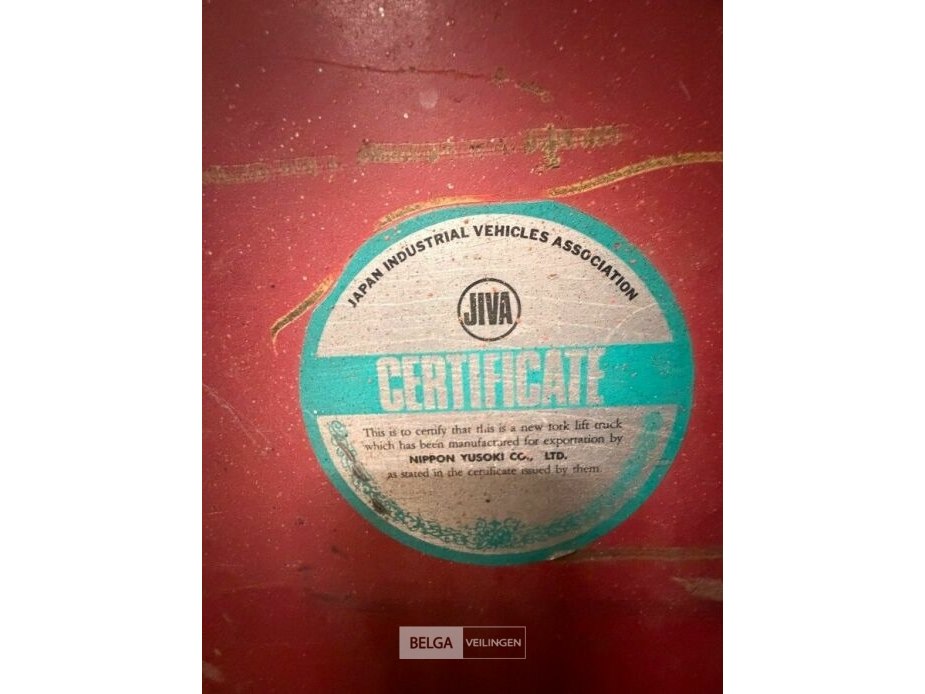 JAPAN INDUSTRIAL VEHICLES ASSOCIATION
JIVA
CERTIFICATE
This is to certify that this is a new fork lift truck
which has been manufactured for exportation by
NIPPON YUSOKI CO., LTD.
as stated in the certificate issued by them.
BELGA VEILINGEN